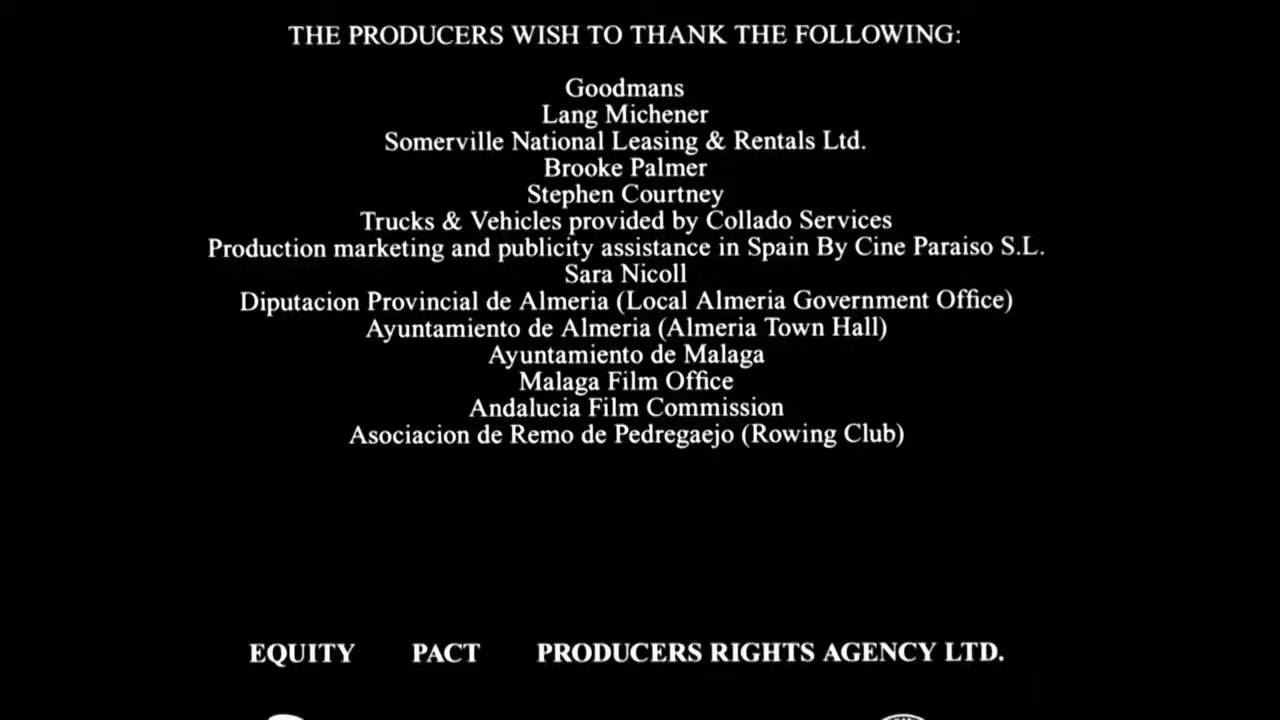 THE PRODUCERS WISH TO THANK THE FOLLOWING:
Goodmans
Lang Michener
Somerville National Leasing & Rentals Ltd.
Brooke Palmer
Stephen Courtney
Trucks & Vehicles provided by Collado Services
Production marketing and publicity assistance in Spain By Cine Paraiso S.L.
Sara Nicoll
Diputacion Provincial de Almeria (Local Almeria Government Office)
Ayuntamiento de Almeria (Almeria Town Hall)
Ayuntamiento de Malaga
Malaga Film Office
Andalucia Film Commission
Asociacion de Remo de Pedregaejo (Rowing Club)
EQUITY PACT PRODUCERS RIGHTS AGENCY LTD.